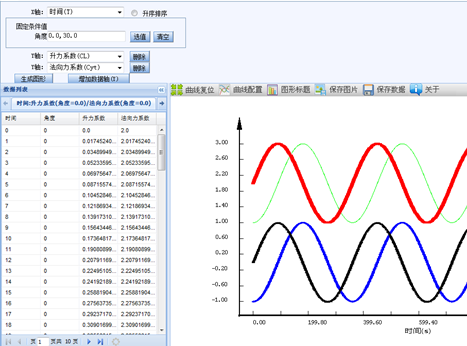 X轴: 时间(T) 升序排序
固定条件值
角度 0.0,30.0 选值 清空
Y轴: 升力系数(CL) 删除
Y轴: 法向力系数(Cyt) 删除
生成图形 增加数据轴(Y)
数据列表
时间:升力系数(角度=0.0)/法向力系数(角度=0.0)
时间 角度 升力系数 法向力系数
0 0 0.0 2.0
1 0 0.01745240... 2.01745240...
2 0 0.03489949... 2.03489949...
3 0 0.05233595... 2.05233595...
4 0 0.06975647... 2.06975647...
5 0 0.08715574... 2.08715574...
6 0 0.10452846... 2.10452846...
7 0 0.12186934... 2.12186934...
8 0 0.13917310... 2.13917310...
9 0 0.15643446... 2.15643446...
10 0 0.17364817... 2.17364817...
11 0 0.19080899... 2.19080899...
12 0 0.20791169... 2.20791169...
13 0 0.22495105... 2.22495105...
14 0 0.24192189... 2.24192189...
15 0 0.25881904... 2.25881904...
16 0 0.27563735... 2.27563735...
17 0 0.29237170... 2.29237170...
18 0 0.30901699... 2.30901699...
页 1 页共 10 页
曲线复位 曲线配置 图形标题 保存图片 保存数据 关于
3.00
2.60
2.20
1.80
1.40
1.00
0.60
0.20
-0.20
-0.60
-1.00
0.00 199.80 399.60 599.40
时间(s)